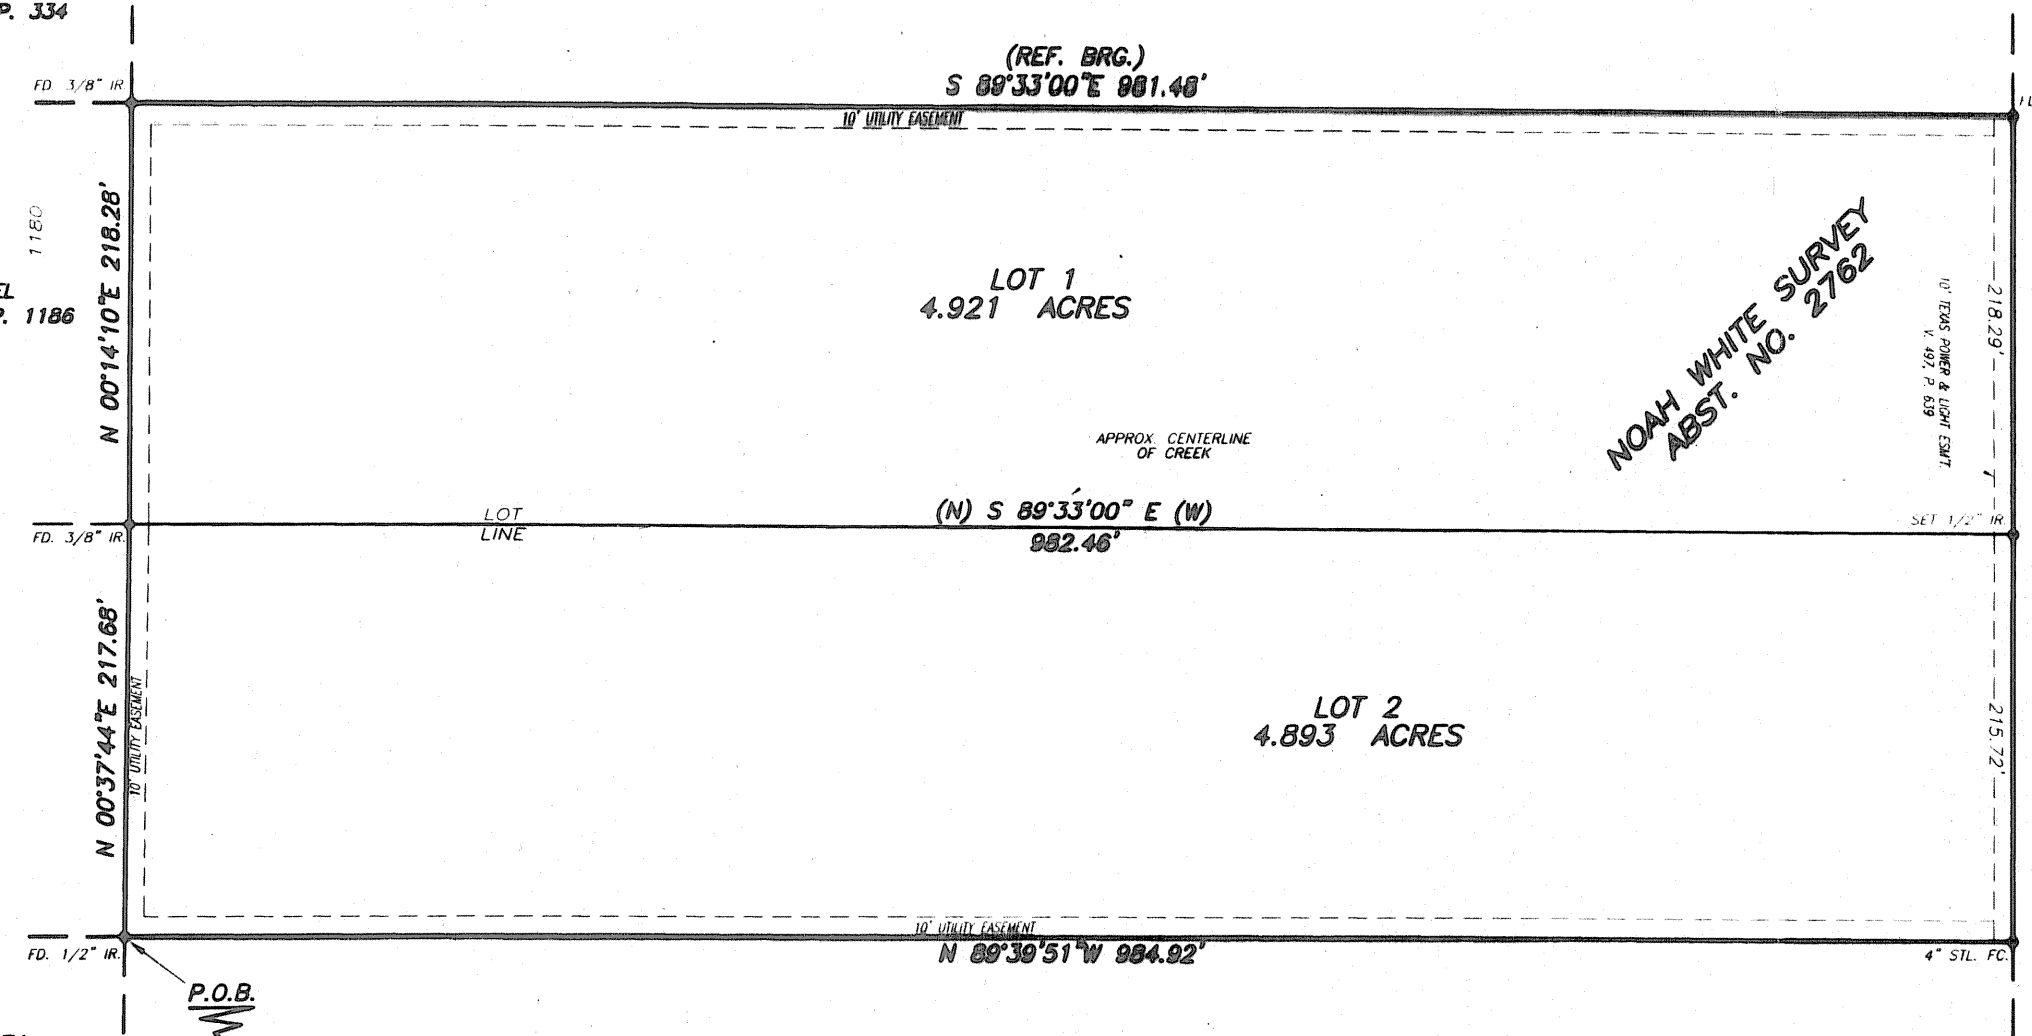 P. 334
(REF. BRG.)
S 89°33'00"E 981.48'
FD. 3/8" IR.
10' UTILITY EASEMENT
N 00°14'10"E 218.28'
1180
P. 1186
LOT 1
4.921 ACRES
NOAH WHITE SURVEY
ABST. NO. 2762
10' TEXAS POWER & LIGHT ESMT.
V. 497, P. 639
218.29'
APPROX. CENTERLINE
OF CREEK
(N) S 89°33'00" E (W)
982.46'
LOT
LINE
SET 1/2" IR.
FD. 3/8" IR.
N 00°37'44"E 217.68'
10' UTILITY EASEMENT
LOT 2
4.893 ACRES
215.72'
10' UTILITY EASEMENT
N 89°39'51"W 984.92'
FD. 1/2" IR.
4" STL. FC.
P.O.B.